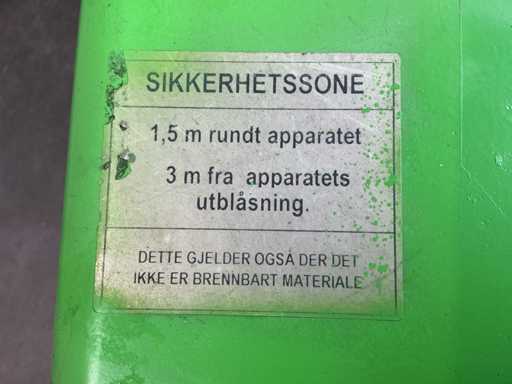 SIKKERHETSSONE
1,5 m rundt apparatet
3 m fra apparatets
utblåsning.
DETTE GJELDER OGSÅ DER DET
IKKE ER BRENNBART MATERIALE